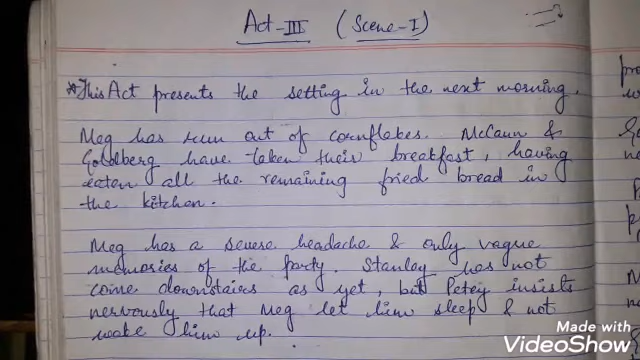 Act-III (Scene-I)
*This Act presents the setting in the next morning.
Meg has run out of cornflakes. McCann &
Goldberg have taken their breakfast, having
eaten all the remaining fried bread in
the kitchen.
Meg has a severe headache & only vague
memories of the party. Stanley has not
come downstairs as yet, but Petey insists
nervously that Meg let him sleep & not
wake him up.
Made with
VideoShow